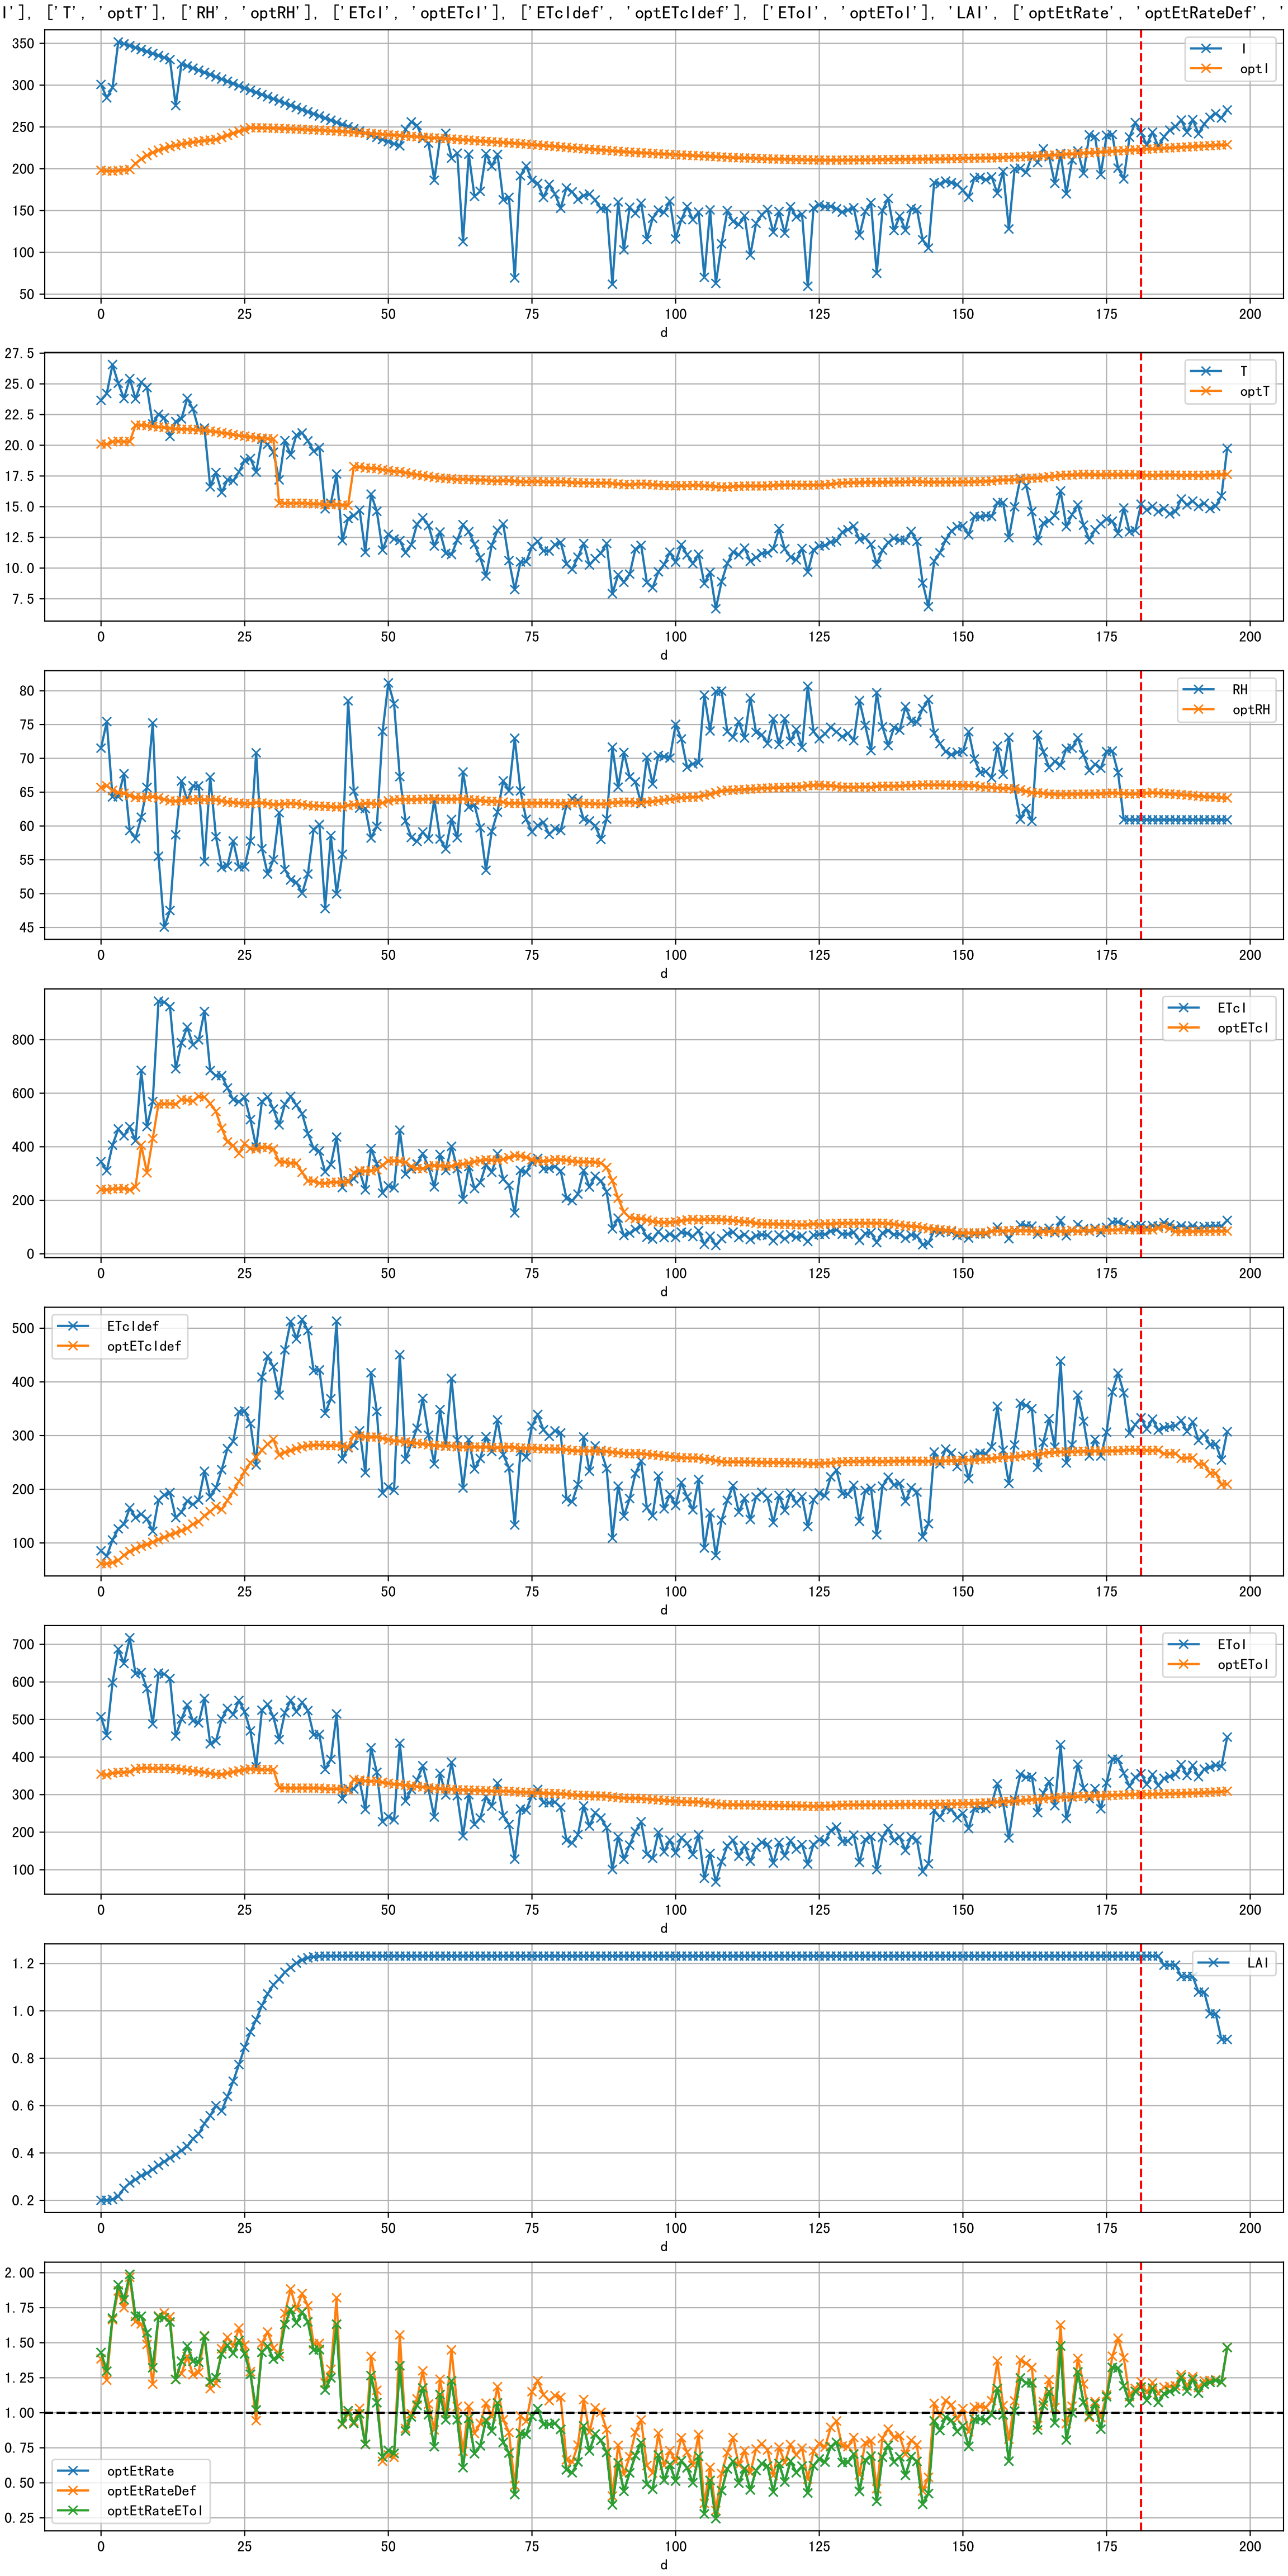 I'], ['T', 'optT'], ['RH', 'optRH'], ['ETcI', 'optETcI'], ['ETcIdef', 'optETcIdef'], ['EToI', 'optEToI'], 'LAI', ['optEtRate', 'optEtRateDef', '
350
300
250
200
150
100
50
I
optI
0 25 50 75 100 125 150 175 200
d
27.5
25.0
22.5
20.0
17.5
15.0
12.5
10.0
7.5
T
optT
0 25 50 75 100 125 150 175 200
d
80
75
70
65
60
55
50
45
RH
optRH
0 25 50 75 100 125 150 175 200
d
800
600
400
200
0
ETcI
optETcI
0 25 50 75 100 125 150 175 200
d
500
400
300
200
100
ETcIdef
optETcIdef
0 25 50 75 100 125 150 175 200
d
700
600
500
400
300
200
100
EToI
optEToI
0 25 50 75 100 125 150 175 200
d
1.2
1.0
0.8
0.6
0.4
0.2
LAI
0 25 50 75 100 125 150 175 200
d
2.00
1.75
1.50
1.25
1.00
0.75
0.50
0.25
optEtRate
optEtRateDef
optEtRateEToI
0 25 50 75 100 125 150 175 200
d